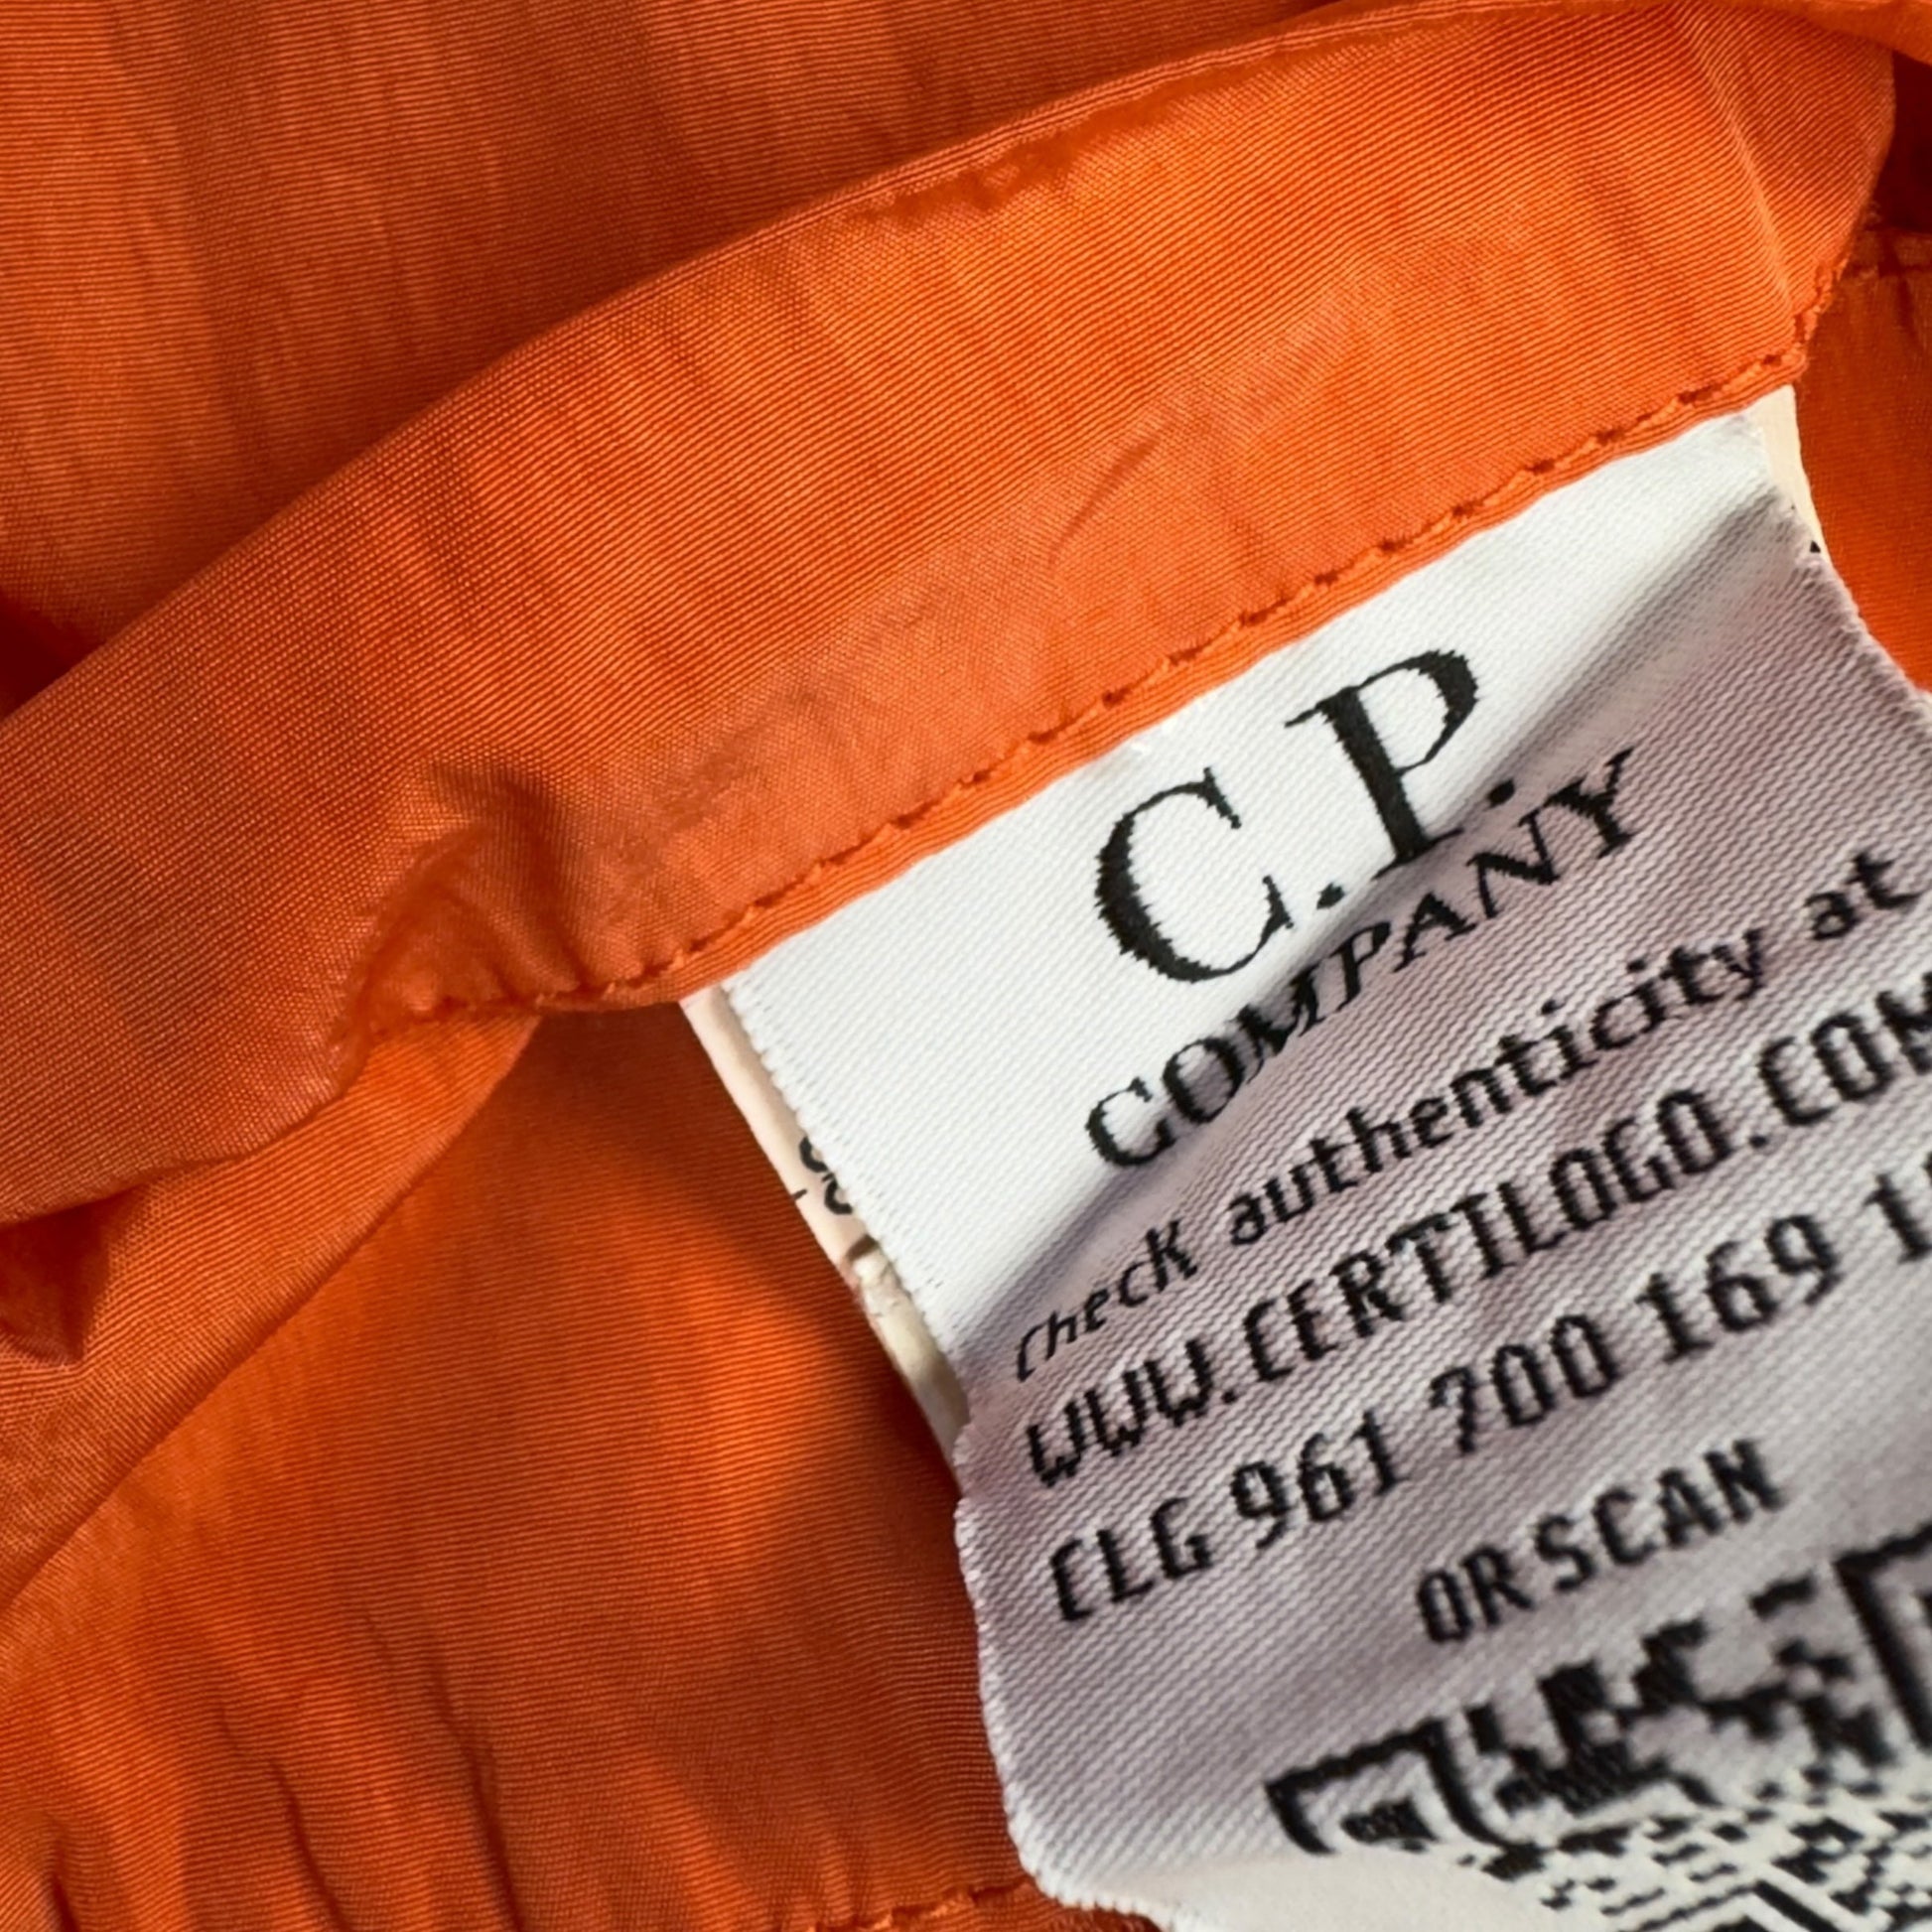 C.P.
COMPANY
Check authenticity at
WWW.CERTILOGO.COM
CLG 961 700 169
OR SCAN